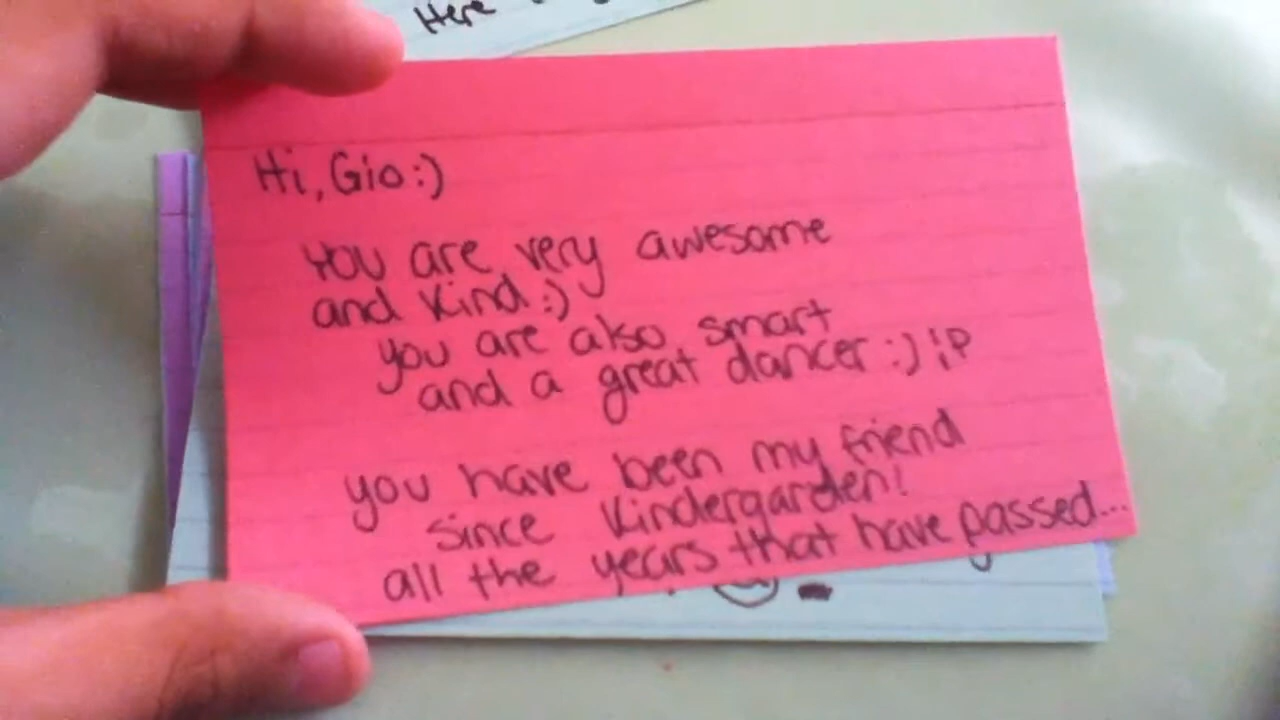 Here
Hi, Gio :)
You are very awesome
and kind :)
you are also smart
and a great dancer :) ;P
you have been my friend
since kindergarden!
all the years that have passed...